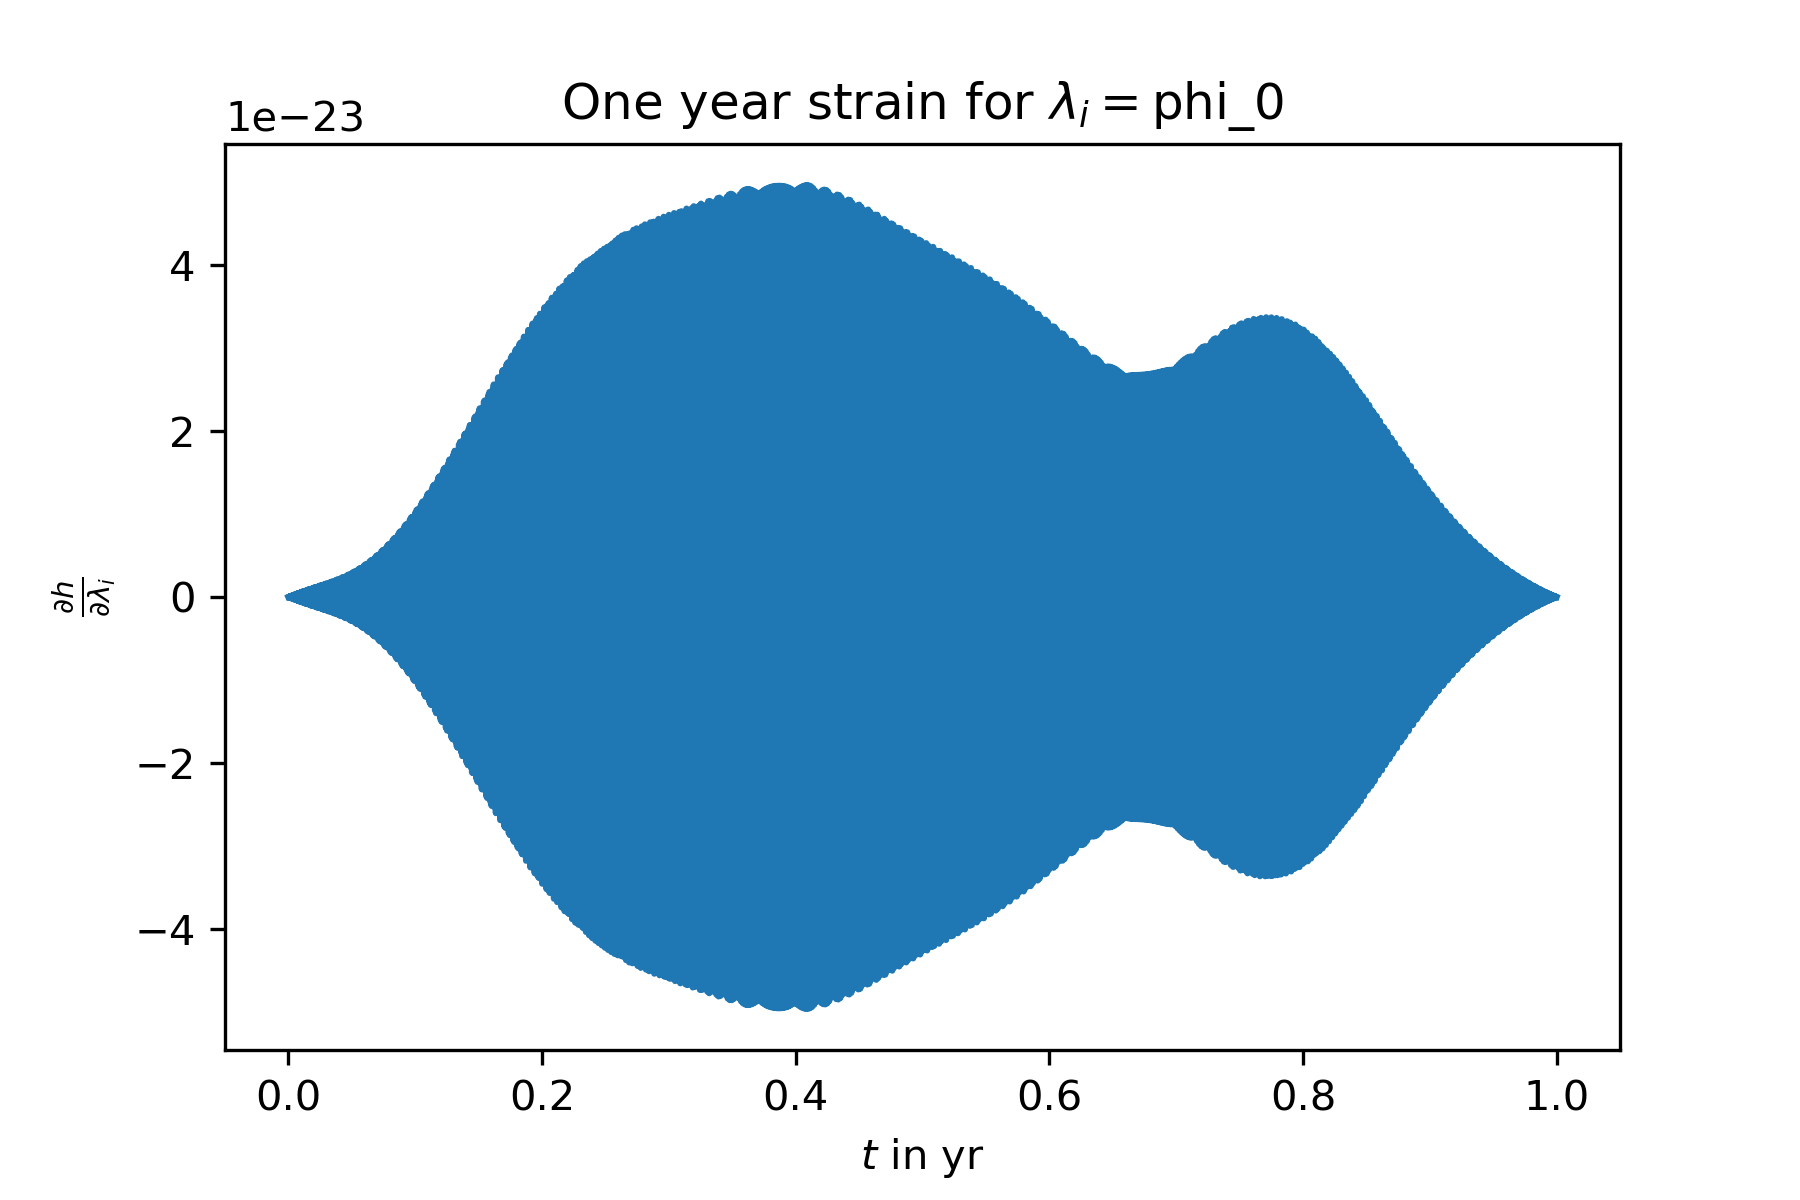 One year strain for λᵢ = phi_0
1e−23
4
2
0
−2
−4
∂h
∂λᵢ
0.0 0.2 0.4 0.6 0.8 1.0
t in yr